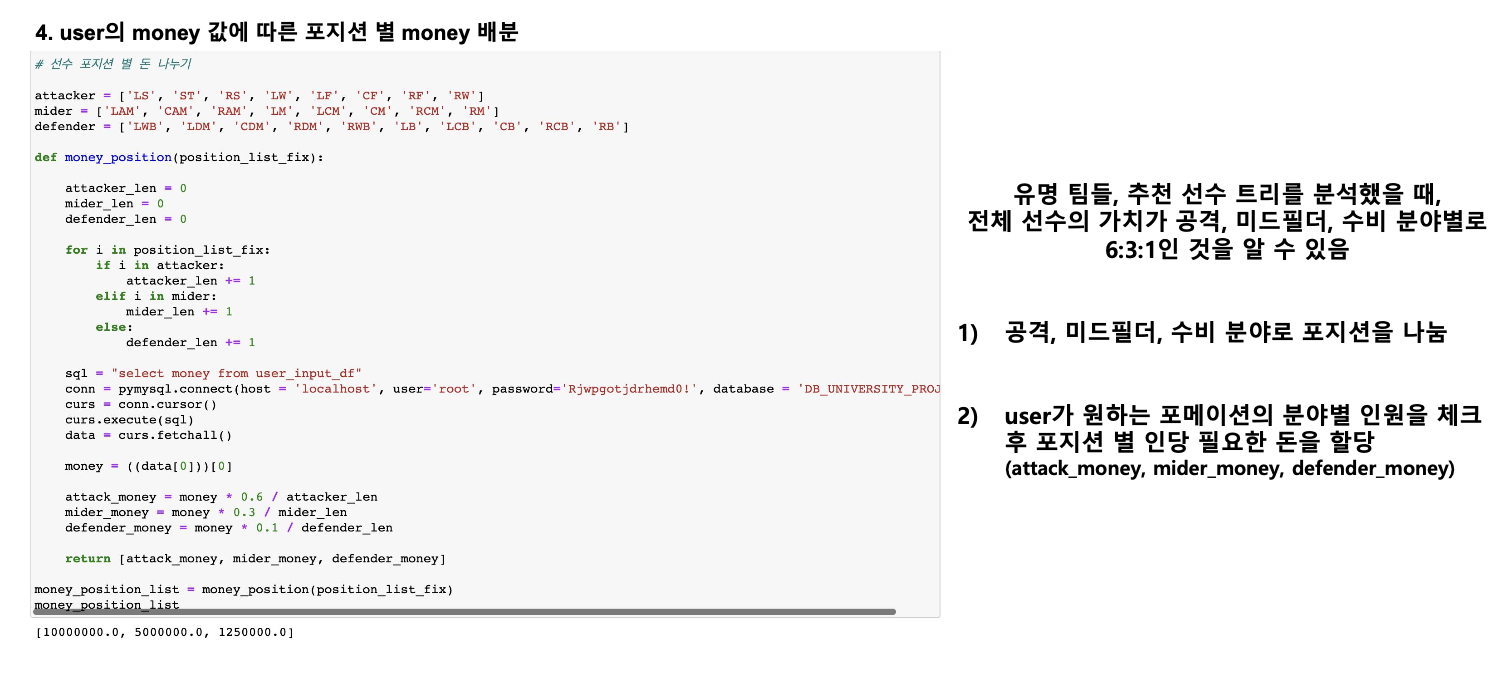 4. user의 money 값에 따른 포지션 별 money 배분
# 선수 포지션 별 돈 나누기
attacker = ['LS', 'ST', 'RS', 'LW', 'LF', 'CF', 'RF', 'RW']
mider = ['LAM', 'CAM', 'RAM', 'LM', 'LCM', 'CM', 'RCM', 'RM']
defender = ['LWB', 'LDM', 'CDM', 'RDM', 'RWB', 'LB', 'LCB', 'CB', 'RCB', 'RB']
def money_position(position_list_fix):
attacker_len = 0
mider_len = 0
defender_len = 0
for i in position_list_fix:
if i in attacker:
attacker_len += 1
elif i in mider:
mider_len += 1
else:
defender_len += 1
sql = "select money from user_input_df"
conn = pymysql.connect(host = 'localhost', user='root', password='Rjwpgotjdrhemd0!', database = 'DB_UNIVERSITY_PROJ
curs = conn.cursor()
curs.execute(sql)
data = curs.fetchall()
money = ((data[0]))[0]
attack_money = money * 0.6 / attacker_len
mider_money = money * 0.3 / mider_len
defender_money = money * 0.1 / defender_len
return [attack_money, mider_money, defender_money]
money_position_list = money_position(position_list_fix)
money_position_list
[10000000.0, 5000000.0, 1250000.0]
유명 팀들, 추천 선수 트리를 분석했을 때,
전체 선수의 가치가 공격, 미드필더, 수비 분야별로
6:3:1인 것을 알 수 있음
1) 공격, 미드필더, 수비 분야로 포지션을 나눔
2) user가 원하는 포메이션의 분야별 인원을 체크
후 포지션 별 인당 필요한 돈을 할당
(attack_money, mider_money, defender_money)